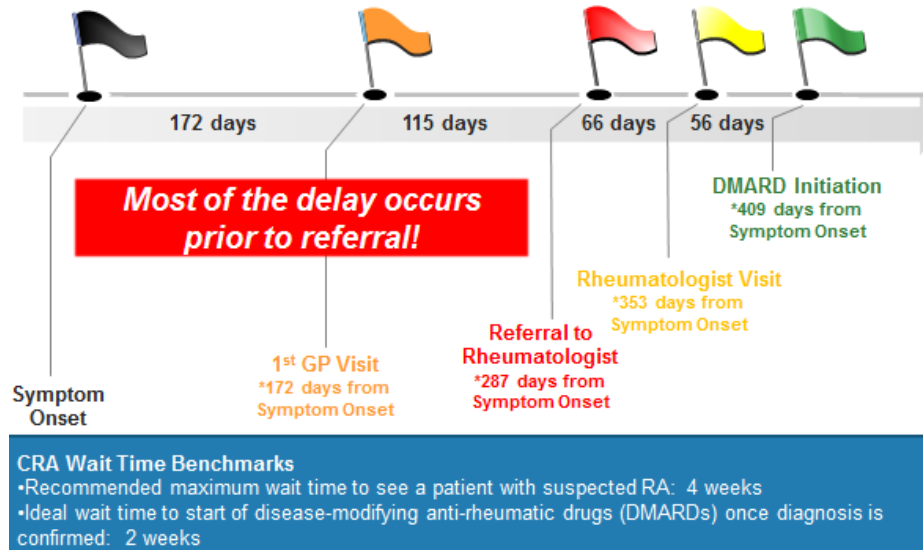 172 days
115 days
66 days
56 days
Most of the delay occurs
prior to referral!
DMARD Initiation
*409 days from
Symptom Onset
Rheumatologist Visit
*353 days from
Symptom Onset
Referral to
Rheumatologist
*287 days from
Symptom Onset
1st GP Visit
*172 days from
Symptom Onset
Symptom
Onset
CRA Wait Time Benchmarks
•Recommended maximum wait time to see a patient with suspected RA: 4 weeks
•Ideal wait time to start of disease-modifying anti-rheumatic drugs (DMARDs) once diagnosis is
confirmed: 2 weeks